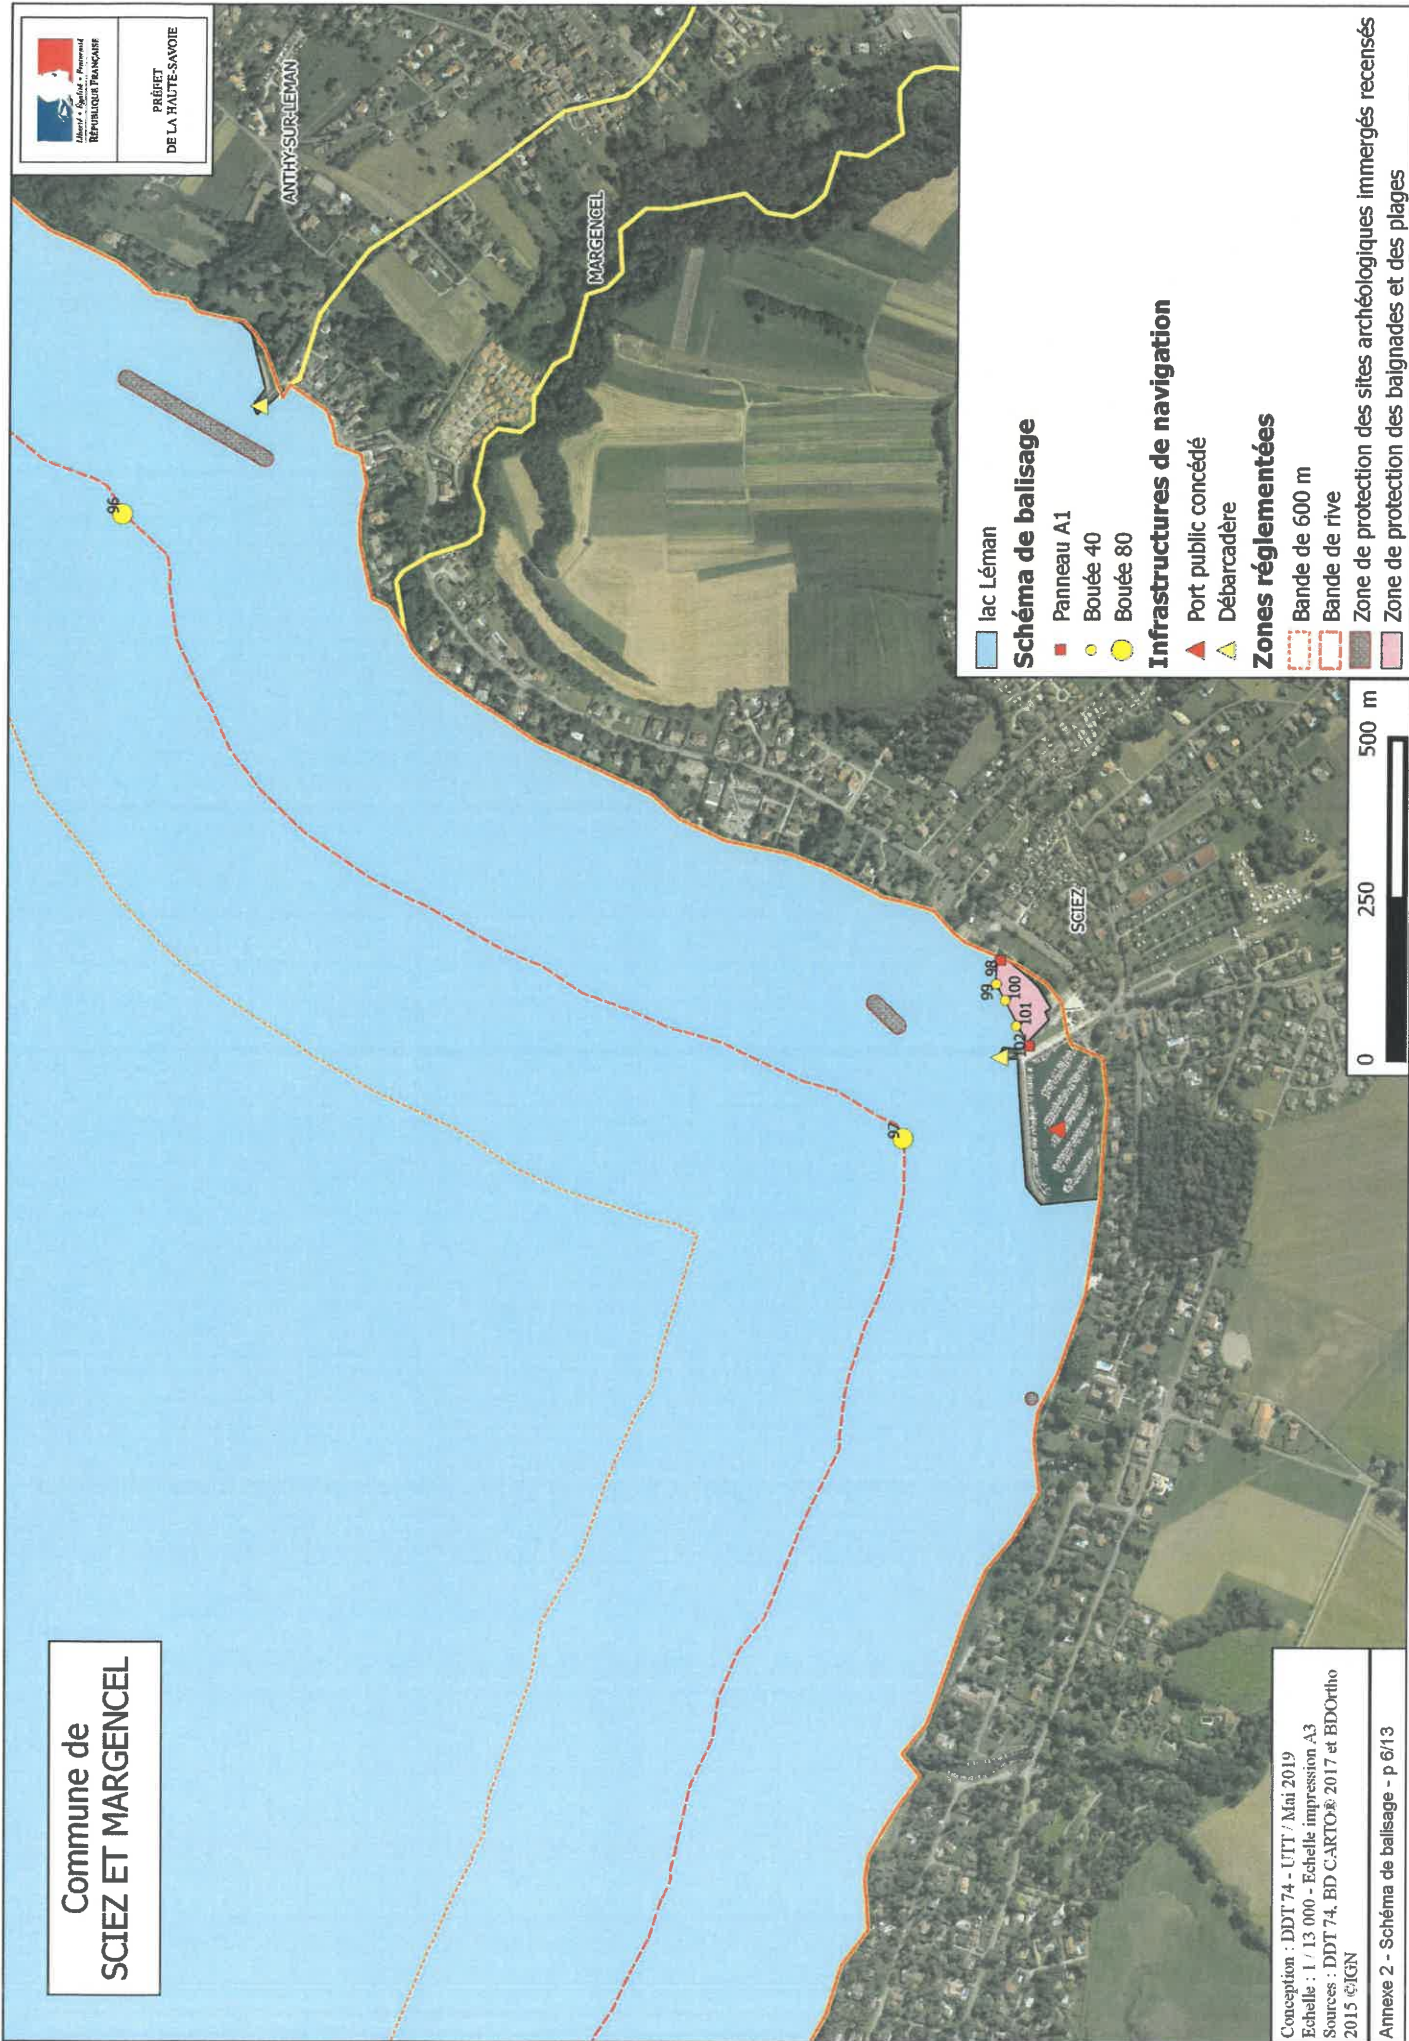 Commune de
SCIEZ ET MARGENCEL
Liberté • Égalité • Fraternité
RÉPUBLIQUE FRANÇAISE
PRÉFET
DE LA HAUTE-SAVOIE
ANTHY-SUR-LEMAN
MARGENCEL
SCIEZ
96
97
98
99
100
101
102
lac Léman
Schéma de balisage
Panneau A1
Bouée 40
Bouée 80
Infrastructures de navigation
Port public concédé
Débarcadère
Zones réglementées
Bande de 600 m
Bande de rive
Zone de protection des sites archéologiques immergés recensés
Zone de protection des baignades et des plages
0 250 500 m
Conception : DDT 74 - UTT / Mai 2019
Echelle : 1 / 13 000 - Echelle impression A3
Sources : DDT 74, BD CARTO® 2017 et BDOrtho
2015 ©IGN
Annexe 2 - Schéma de balisage - p 6/13